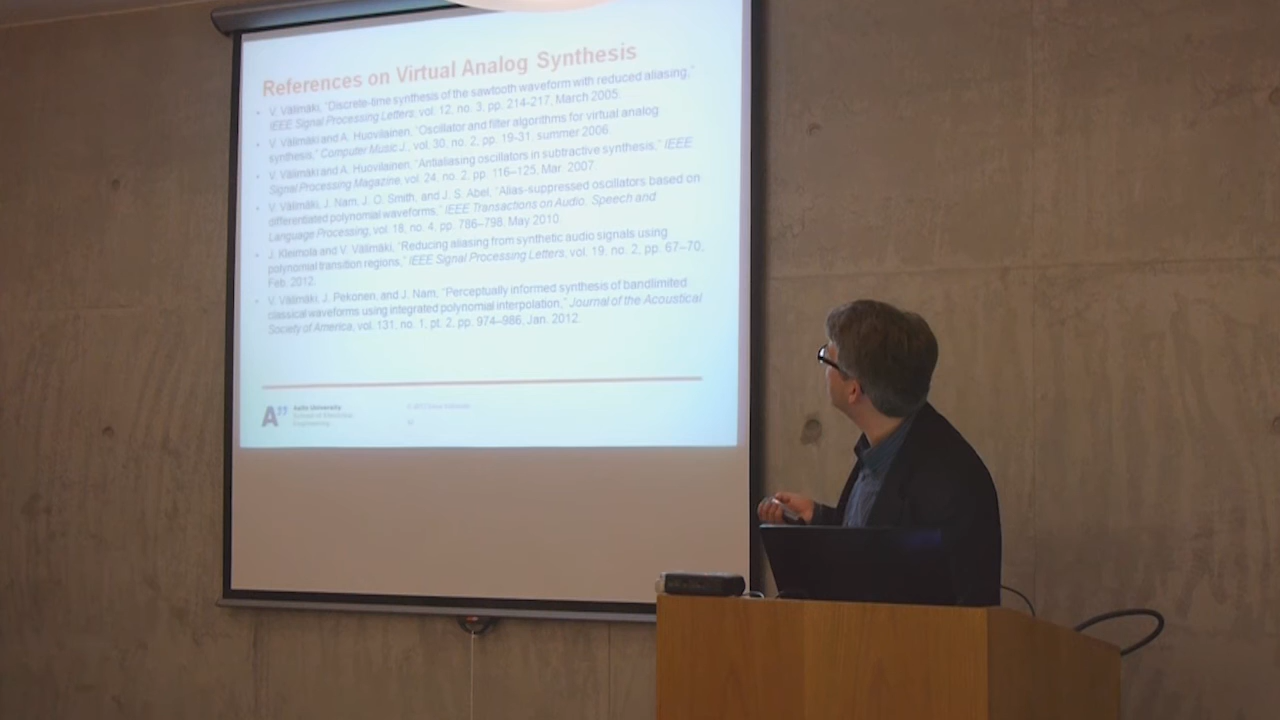 References on Virtual Analog Synthesis
• V. Välimäki, "Discrete-time synthesis of the sawtooth waveform with reduced aliasing,"
IEEE Signal Processing Letters, vol. 12, no. 3, pp. 214-217, March 2005.
• V. Välimäki and A. Huovilainen, "Oscillator and filter algorithms for virtual analog
synthesis," Computer Music J., vol. 30, no. 2, pp. 19-31, summer 2006.
• V. Välimäki and A. Huovilainen, "Antialiasing oscillators in subtractive synthesis," IEEE
Signal Processing Magazine, vol. 24, no. 2, pp. 116–125, Mar. 2007.
• V. Välimäki, J. Nam, J. O. Smith, and J. S. Abel, "Alias-suppressed oscillators based on
differentiated polynomial waveforms," IEEE Transactions on Audio, Speech and
Language Processing, vol. 18, no. 4, pp. 786–798, May 2010.
• J. Kleimola and V. Välimäki, "Reducing aliasing from synthetic audio signals using
polynomial transition regions," IEEE Signal Processing Letters, vol. 19, no. 2, pp. 67–70,
Feb. 2012.
• V. Välimäki, J. Pekonen, and J. Nam, "Perceptually informed synthesis of bandlimited
classical waveforms using integrated polynomial interpolation," Journal of the Acoustical
Society of America, vol. 131, no. 1, pt. 2, pp. 974–986, Jan. 2012.
A"
Aalto University
School of Electrical
Engineering